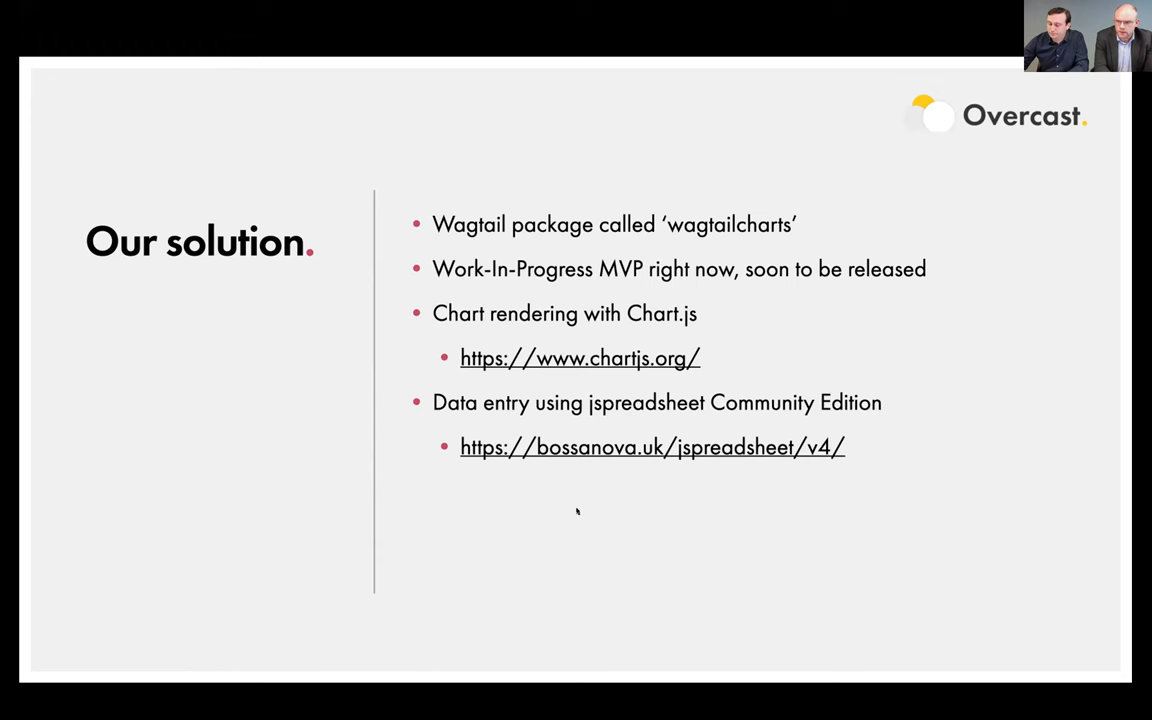 Overcast.
Our solution.
Wagtail package called ‘wagtailcharts’
Work-In-Progress MVP right now, soon to be released
Chart rendering with Chart.js
https://www.chartjs.org/
Data entry using jspreadsheet Community Edition
https://bossanova.uk/jspreadsheet/v4/